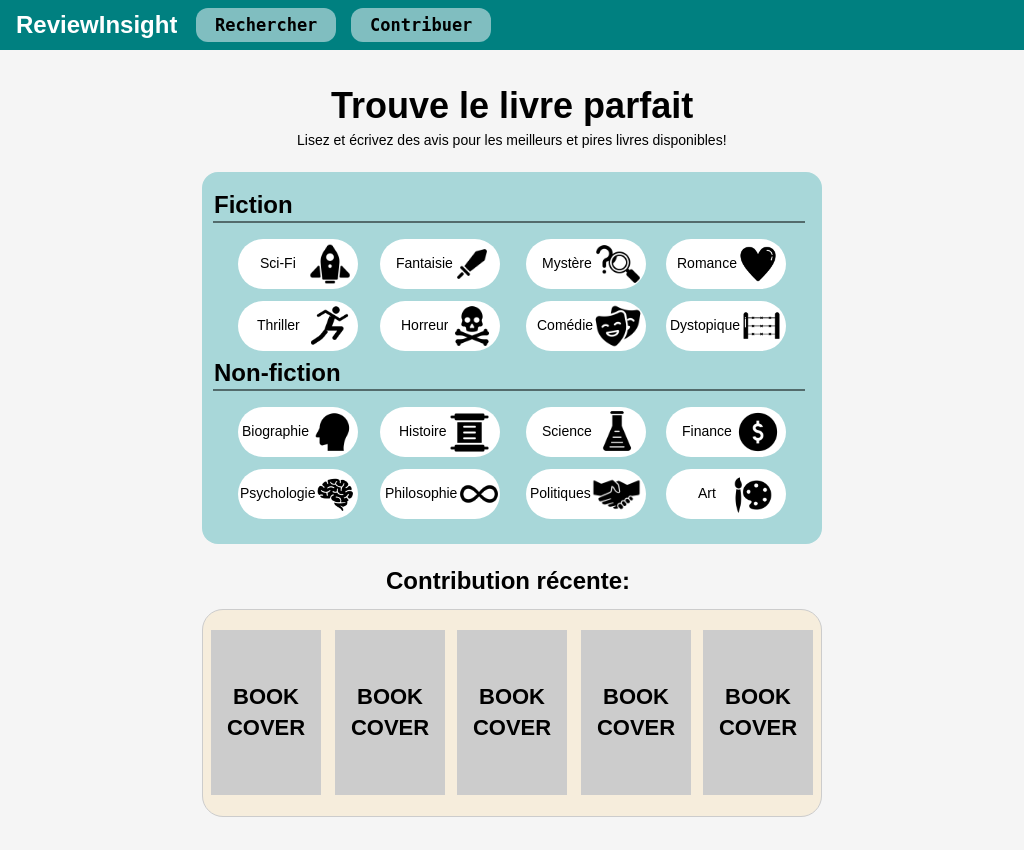 ReviewInsight Rechercher Contribuer
Trouve le livre parfait
Lisez et écrivez des avis pour les meilleurs et pires livres disponibles!
Fiction
Sci-Fi Fantaisie Mystère Romance
Thriller Horreur Comédie Dystopique
Non-fiction
Biographie Histoire Science Finance
Psychologie Philosophie Politiques Art
Contribution récente:
BOOK BOOK BOOK BOOK BOOK
COVER COVER COVER COVER COVER